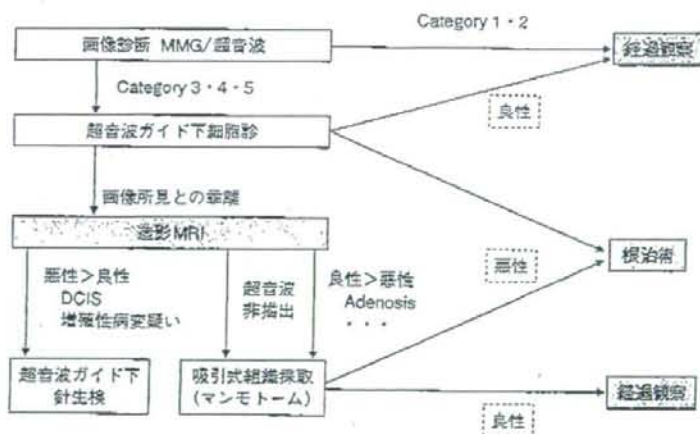 Category 1・2
画像診断 MMG/超音波
経過観察
Category 3・4・5
良性
超音波ガイド下細胞診
画像所見との乖離
造影MRI
根治術
悪性
悪性>良性
DCIS
増殖性病変疑い
超音波
非描出
良性>悪性
Adenosis
・・・
超音波ガイド下
針生検
吸引式組織採取
(マンモトーム)
経過観察
良性